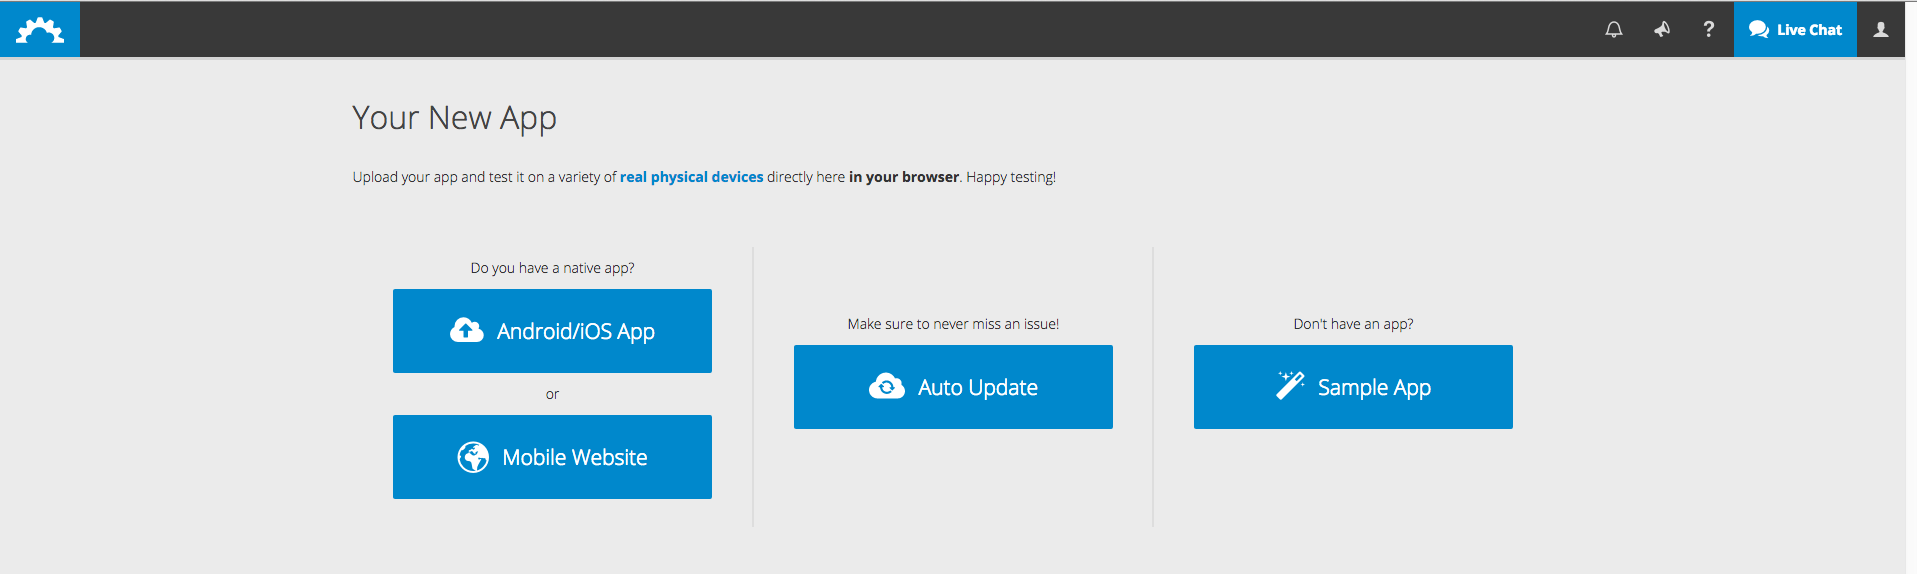 ? Live Chat
Your New App
Upload your app and test it on a variety of real physical devices directly here in your browser. Happy testing!
Do you have a native app?
Android/iOS App
or
Mobile Website
Make sure to never miss an issue!
Auto Update
Don't have an app?
Sample App